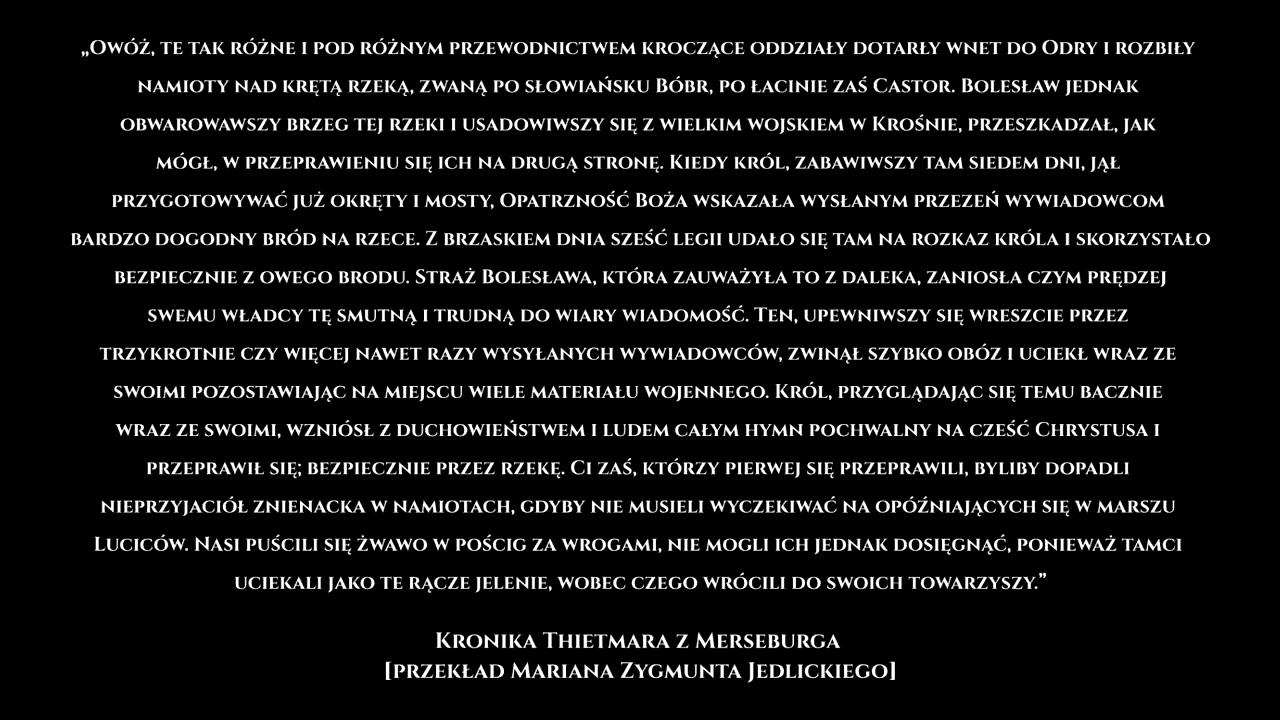 „Owóż, te tak różne i pod różnym przewodnictwem kroczące oddziały dotarły wnet do Odry i rozbiły
namioty nad krętą rzeką, zwaną po słowiańsku Bóbr, po łacinie zaś Castor. Bolesław jednak
obwarowawszy brzeg tej rzeki i usadowiwszy się z wielkim wojskiem w Krośnie, przeszkadzał, jak
mógł, w przeprawieniu się ich na drugą stronę. Kiedy król, zabawiwszy tam siedem dni, jął
przygotowywać już okręty i mosty, Opatrzność Boża wskazała wysłanym przezeń wywiadowcom
bardzo dogodny bród na rzece. Z brzaskiem dnia sześć legii udało się tam na rozkaz króla i skorzystało
bezpiecznie z owego brodu. Straż Bolesława, która zauważyła to z daleka, zaniosła czym prędzej
swemu władcy tę smutną i trudną do wiary wiadomość. Ten, upewniwszy się wreszcie przez
trzykrotnie czy więcej nawet razy wysyłanych wywiadowców, zwinął szybko obóz i uciekł wraz ze
swoimi pozostawiając na miejscu wiele materiału wojennego. Król, przyglądając się temu bacznie
wraz ze swoimi, wzniósł z duchowieństwem i ludem całym hymn pochwalny na cześć Chrystusa i
przeprawił się; bezpiecznie przez rzekę. Ci zaś, którzy pierwej się przeprawili, byliby dopadli
nieprzyjaciół znienacka w namiotach, gdyby nie musieli wyczekiwać na opóźniających się w marszu
Luciców. Nasi puścili się żwawo w pościg za wrogami, nie mogli ich jednak dosięgnąć, ponieważ tamci
uciekali jako te rącze jelenie, wobec czego wrócili do swoich towarzyszy.”
Kronika Thietmara z Merseburga
[przekład Mariana Zygmunta Jedlickiego]